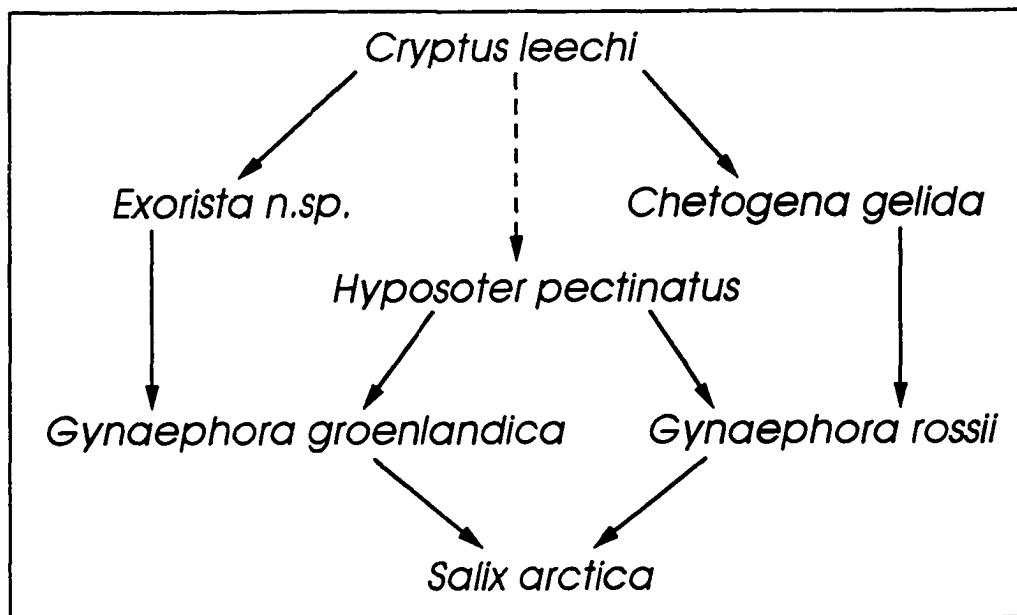 Cryptus leechi
Exorista n.sp.
Chetogena gelida
Hyposoter pectinatus
Gynaephora groenlandica
Gynaephora rossii
Salix arctica